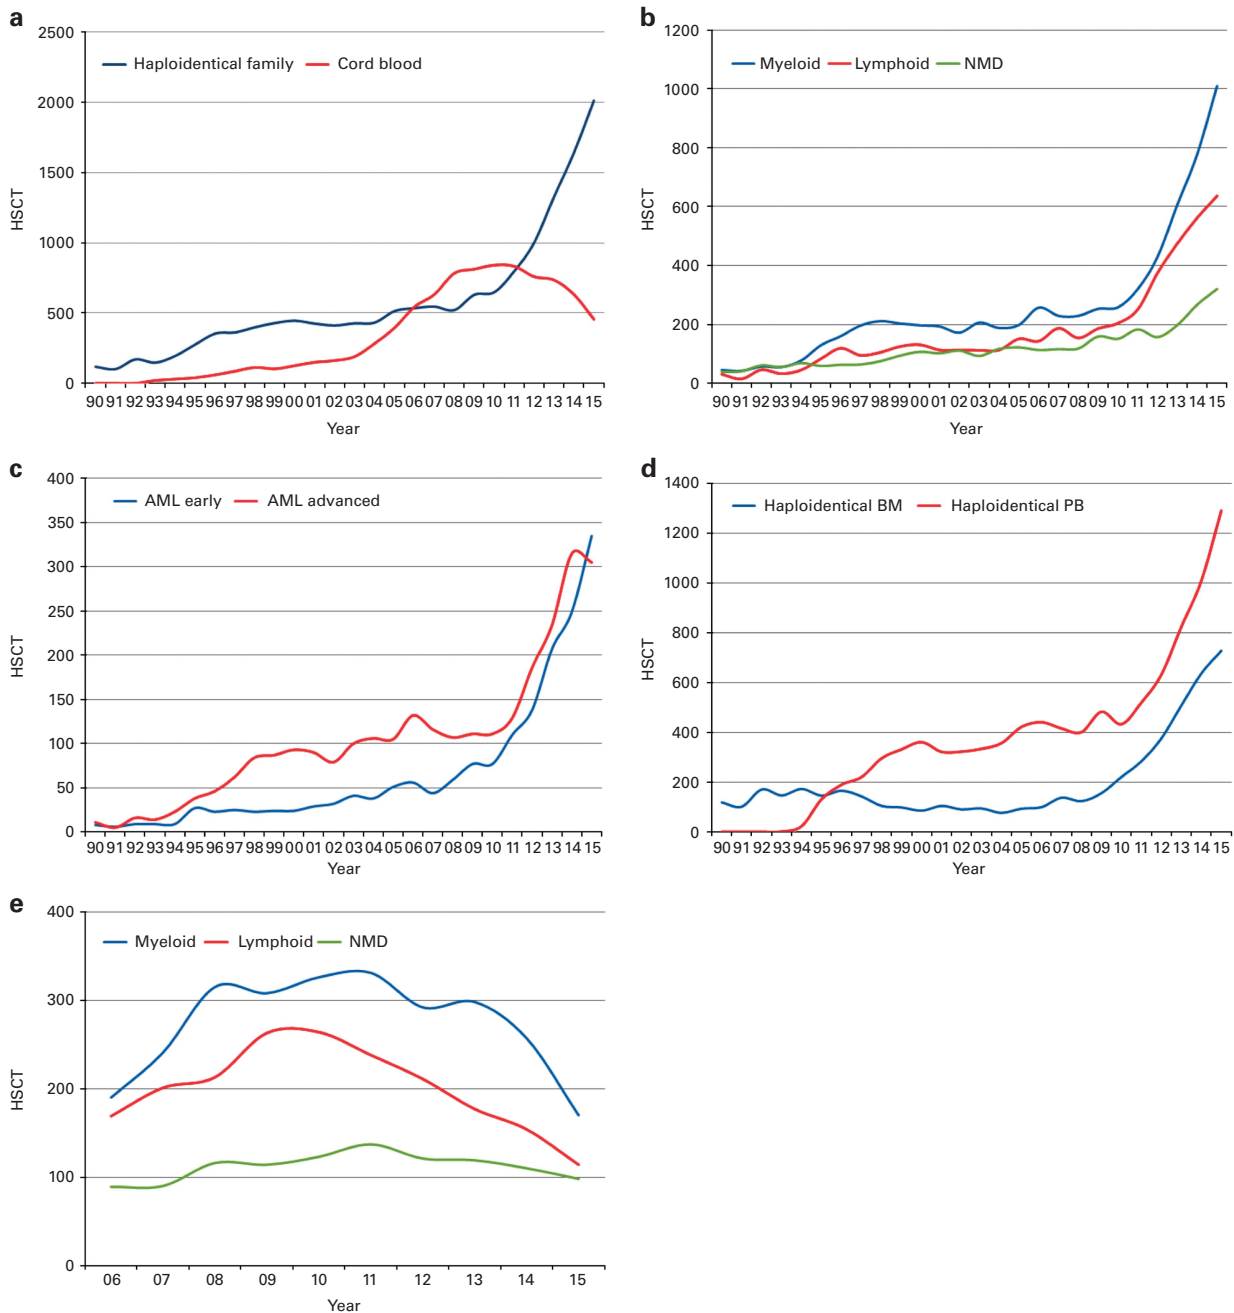 a
2500
2000
1500
1000
500
0
HSCT
Haploidentical family Cord blood
90 91 92 93 94 95 96 97 98 99 00 01 02 03 04 05 06 07 08 09 10 11 12 13 14 15
Year
b
1200
1000
800
600
400
200
0
HSCT
Myeloid Lymphoid NMD
90 91 92 93 94 95 96 97 98 99 00 01 02 03 04 05 06 07 08 09 10 11 12 13 14 15
Year
c
400
350
300
250
200
150
100
50
0
HSCT
AML early AML advanced
90 91 92 93 94 95 96 97 98 99 00 01 02 03 04 05 06 07 08 09 10 11 12 13 14 15
Year
d
1400
1200
1000
800
600
400
200
0
HSCT
Haploidentical BM Haploidentical PB
90 91 92 93 94 95 96 97 98 99 00 01 02 03 04 05 06 07 08 09 10 11 12 13 14 15
Year
e
400
300
200
100
0
HSCT
Myeloid Lymphoid NMD
06 07 08 09 10 11 12 13 14 15
Year